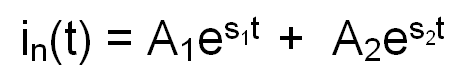 iₙ(t) = A₁e^{s₁t} + A₂e^{s₂t}